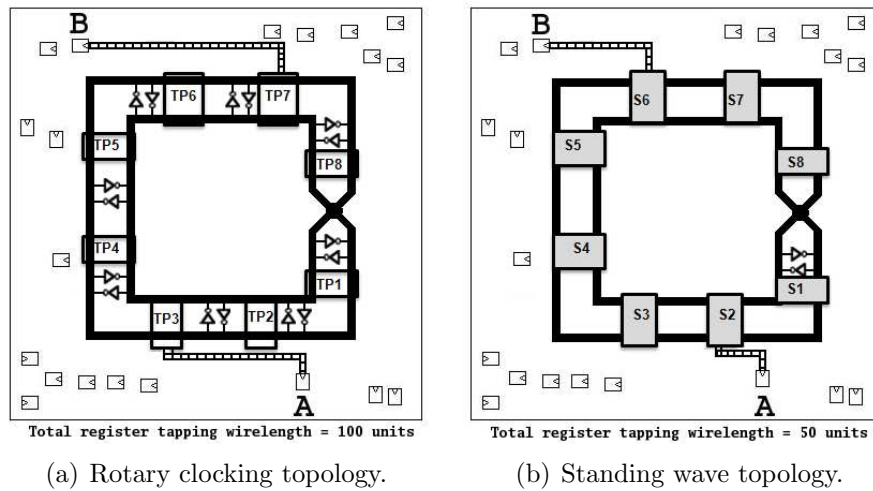 B
TP6
TP7
TP5
TP8
TP4
TP1
TP3
TP2
A
Total register tapping wirelength = 100 units
(a) Rotary clocking topology.
B
S6
S7
S5
S8
S4
S1
S3
S2
A
Total register tapping wirelength = 50 units
(b) Standing wave topology.